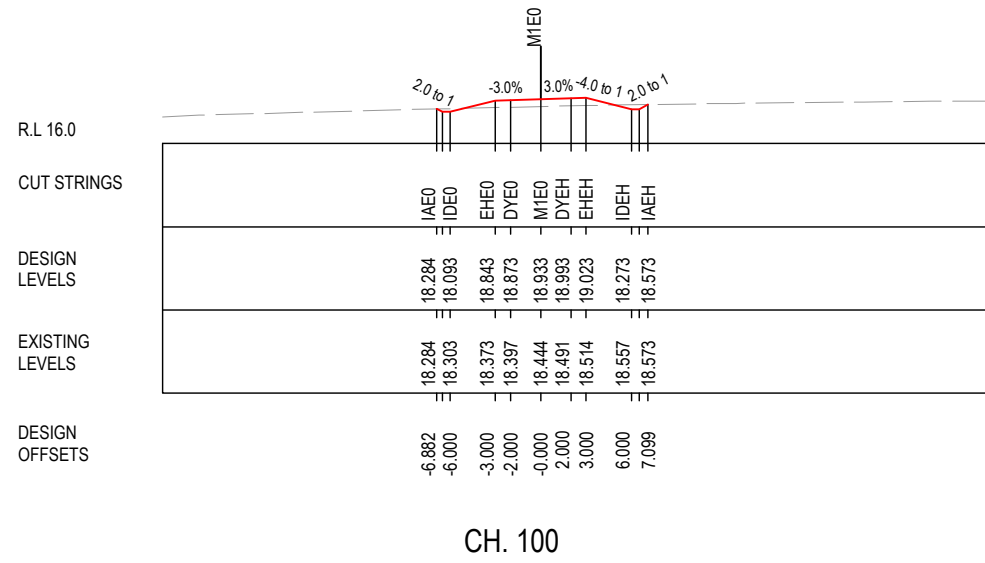 M1E0
2.0 to 1
-3.0%
3.0%
-4.0 to 1
2.0 to 1
R.L 16.0
CUT STRINGS
IAE0 IDE0 EHE0 DYE0 M1E0 DYEH EHEH IDEH IAEH
DESIGN
LEVELS
18.284 18.093 18.843 18.873 18.933 18.993 19.023 18.273 18.573
EXISTING
LEVELS
18.284 18.303 18.373 18.397 18.444 18.491 18.514 18.557 18.573
DESIGN
OFFSETS
-6.882 -6.000 -3.000 -2.000 -0.000 2.000 3.000 6.000 7.099
CH. 100